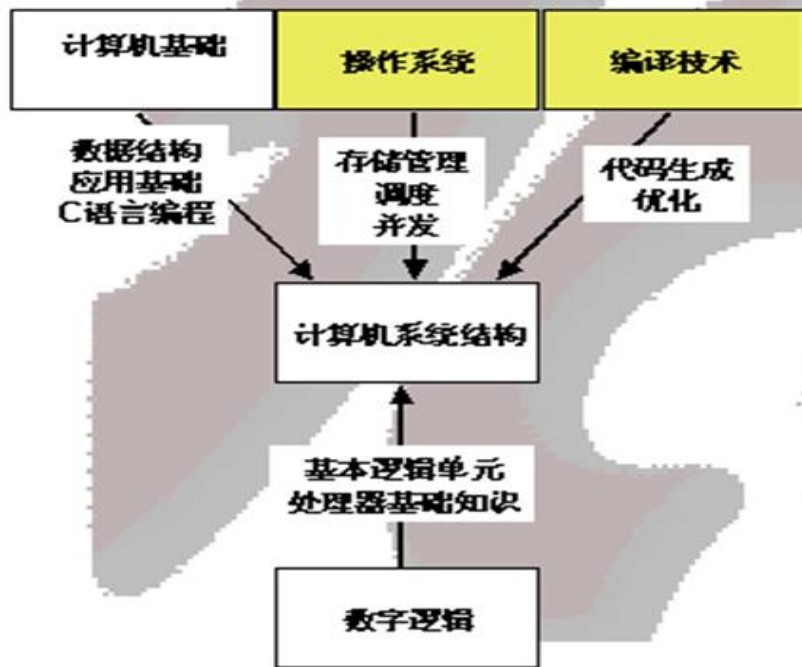 计算机基础
操作系统
编译技术
数据结构
应用基础
C语言编程
存储管理
调度
并发
代码生成
优化
计算机系统结构
基本逻辑单元
处理器基础知识
数字逻辑